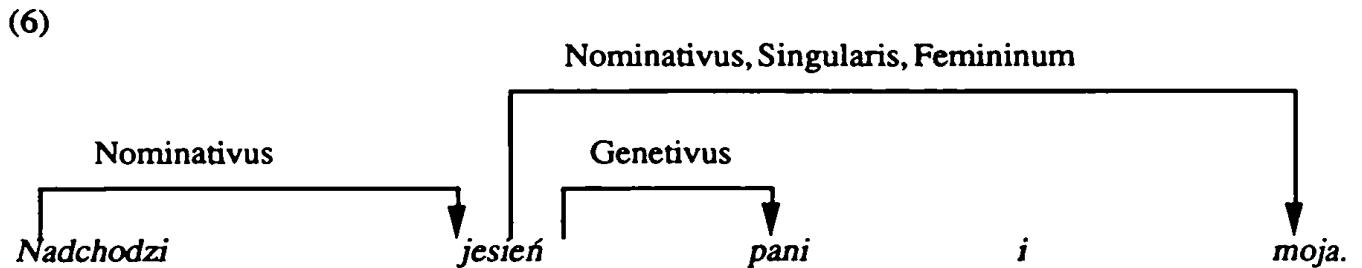 (6)
Nominativus, Singularis, Femininum
Nominativus Genetivus
Nadchodzi jesień pani i moja.